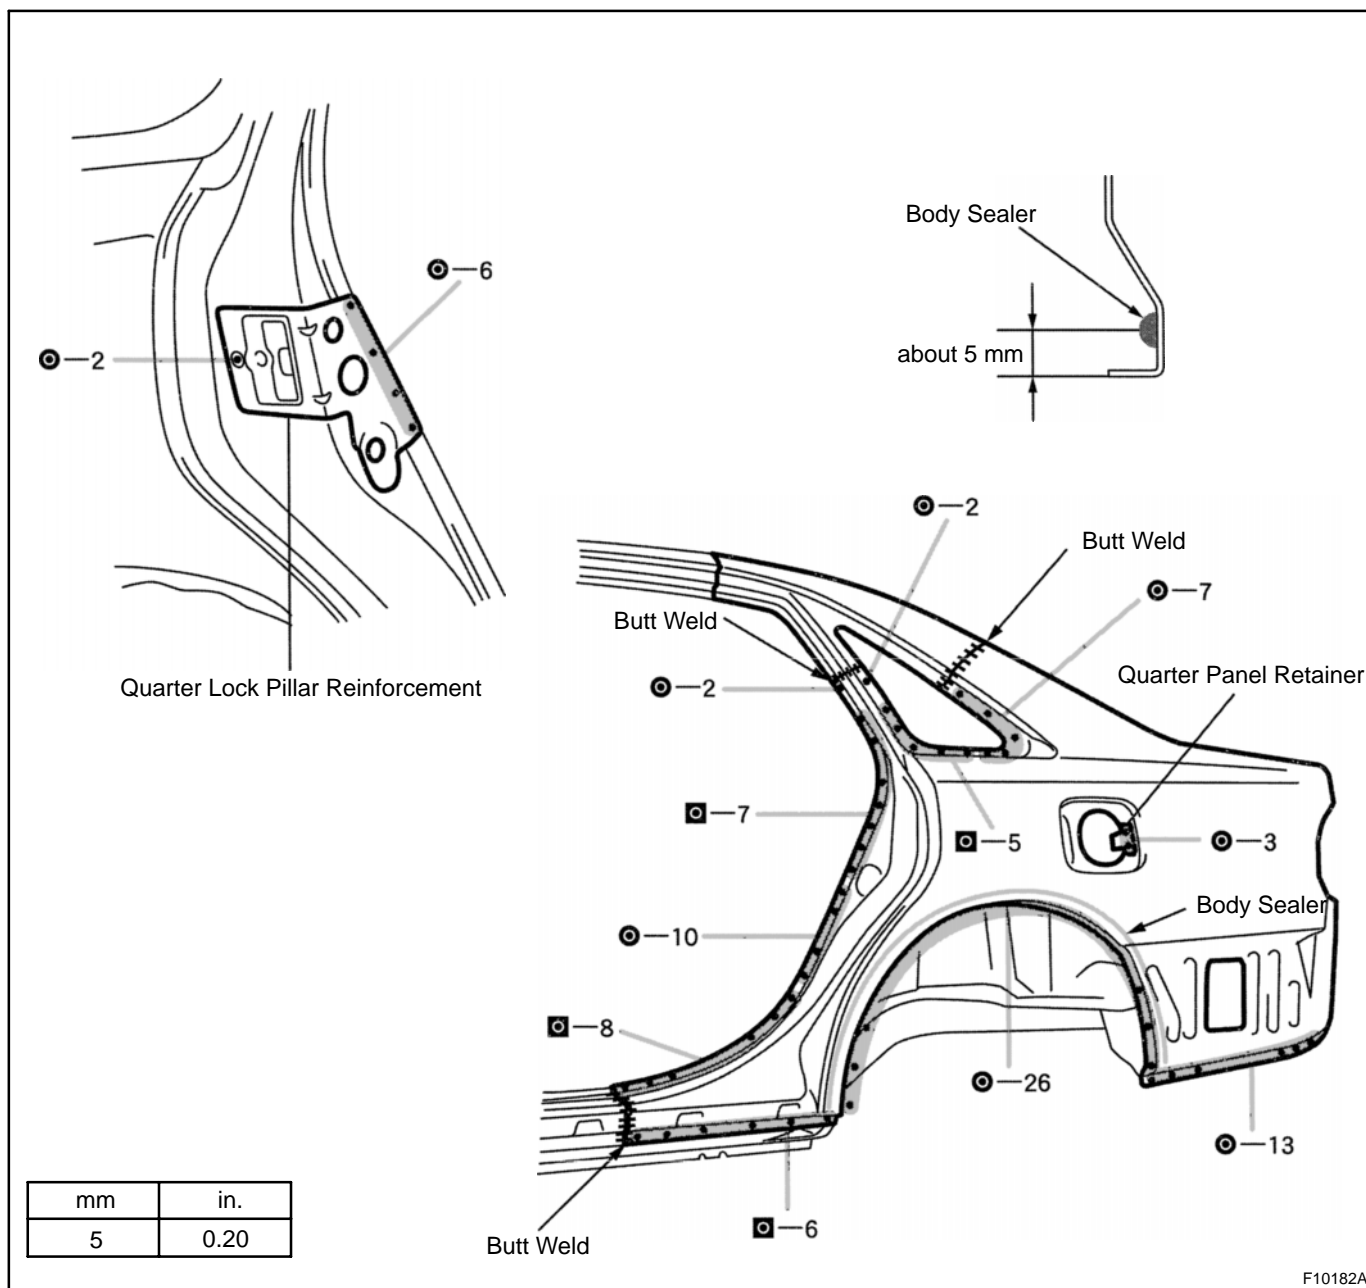 6
2
Quarter Lock Pillar Reinforcement
Body Sealer
about 5 mm
2
Butt Weld
7
Butt Weld
2
Quarter Panel Retainer
7
5
3
10
Body Sealer
8
26
13
6
Butt Weld
mm in.
5 0.20
F10182A